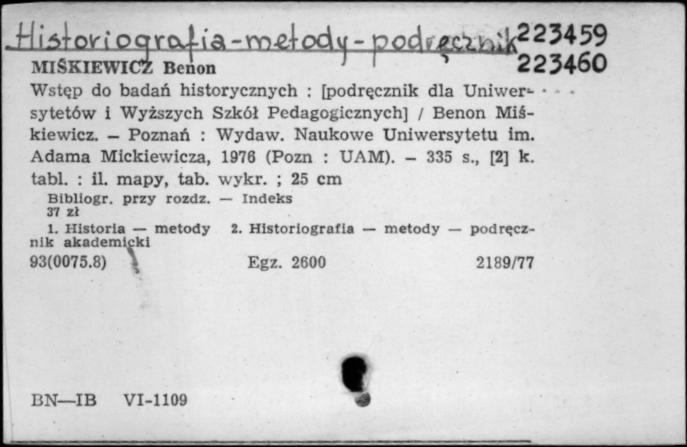 Historiografia-metody-podręcznik 223459
223460
MIŚKIEWICZ Benon
Wstęp do badań historycznych : [podręcznik dla Uniwer-
sytetów i Wyższych Szkół Pedagogicznych] / Benon Miś-
kiewicz. — Poznań : Wydaw. Naukowe Uniwersytetu im.
Adama Mickiewicza, 1976 (Pozn : UAM). — 335 s., [2] k.
tabl. : il. mapy, tab. wykr. ; 25 cm
Bibliogr. przy rozdz. — Indeks
37 zł
1. Historia — metody 2. Historiografia — metody — podręcz-
nik akademicki
93(0075.8) Egz. 2600 2189/77
BN—IB VI-1109